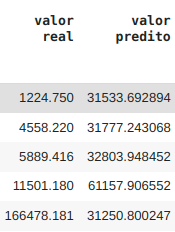 valor valor
real predito
1224.750 31533.692894
4558.220 31777.243068
5889.416 32803.948452
11501.180 61157.906552
166478.181 31250.800247